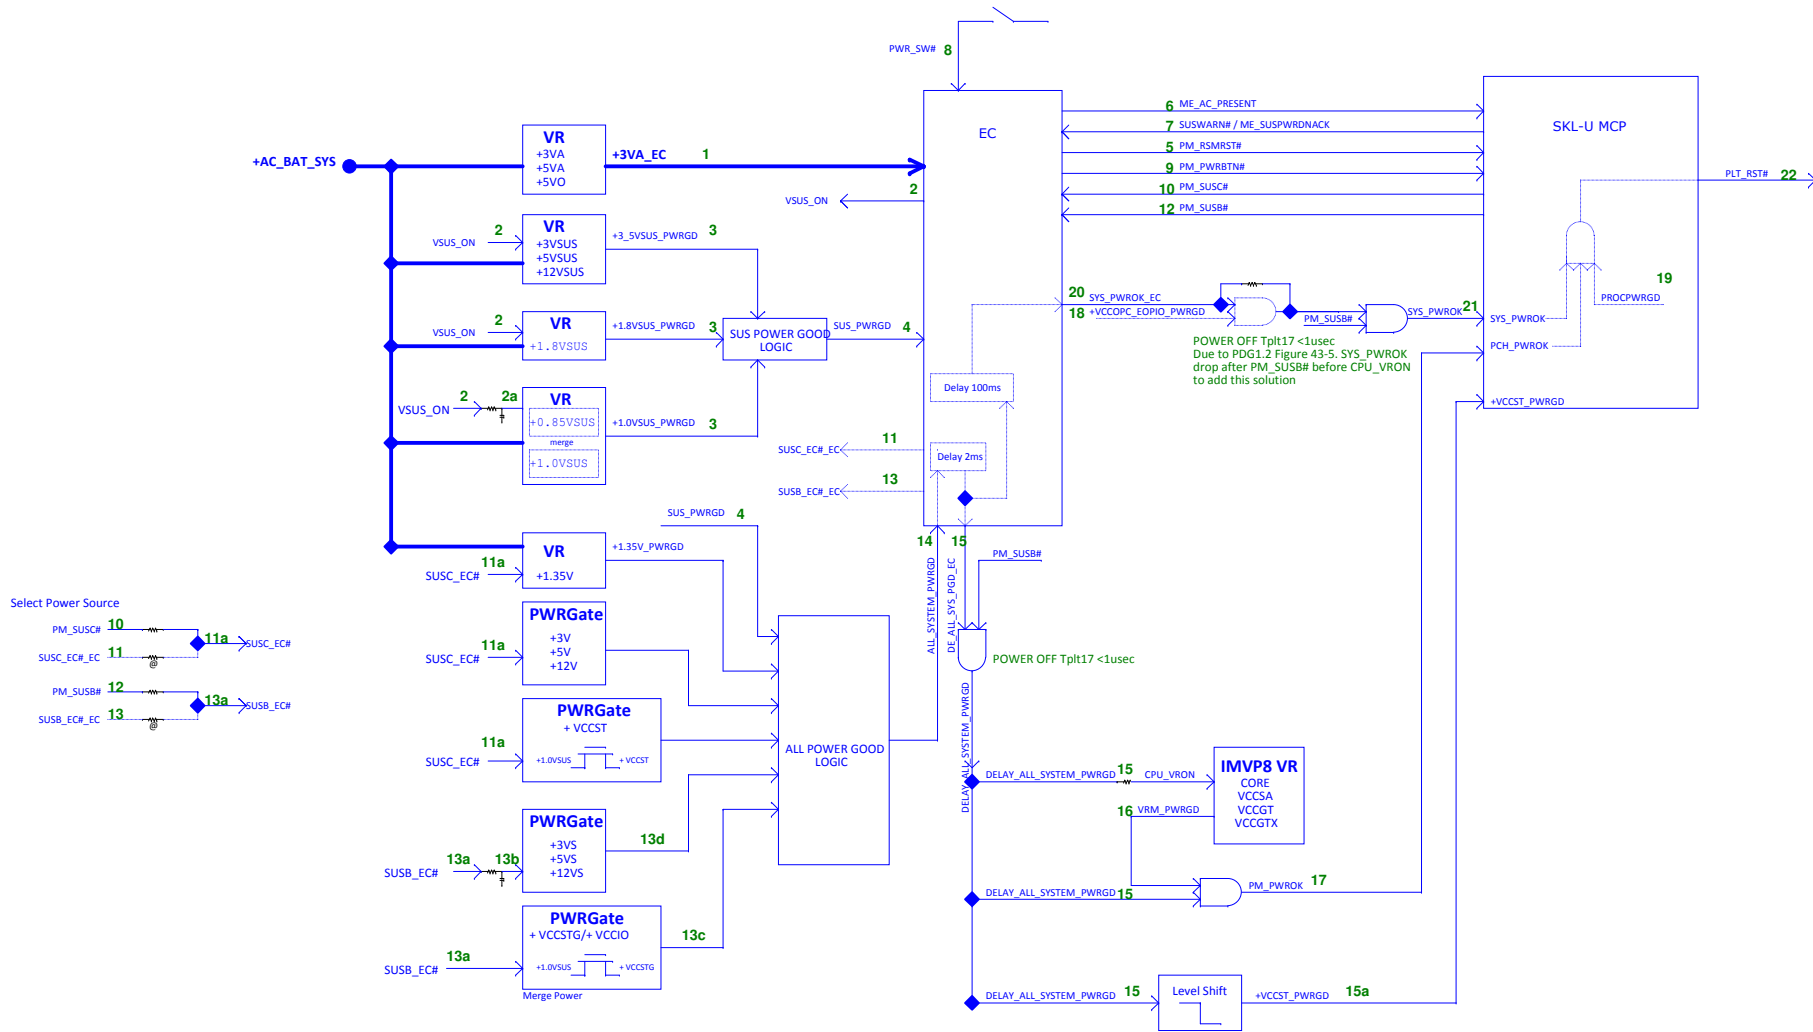 PWR_SW# 8
+AC_BAT_SYS
VR
+3VA
+5VA
+5VO
+3VA_EC 1
VSUS_ON 2
VSUS_ON 2
VR
+3VSUS
+5VSUS
+12VSUS
+3_5VSUS_PWRGD 3
VSUS_ON 2
VR
+1.8VSUS
+1.8VSUS_PWRGD 3
SUS POWER GOOD
LOGIC
SUS_PWRGD 4
VSUS_ON 2 2a
VR
+0.85VSUS
merge
+1.0VSUS
+1.0VSUS_PWRGD 3
EC
Delay 100ms
Delay 2ms
SUSC_EC#_EC 11
SUSB_EC#_EC 13
6 ME_AC_PRESENT
7 SUSWARN# / ME_SUSPWRDNACK
5 PM_RSMRST#
9 PM_PWRBTN#
10 PM_SUSC#
12 PM_SUSB#
SKL-U MCP
PLT_RST# 22
19
PROCPWRGD
SYS_PWROK
PCH_PWROK
+VCCST_PWRGD
20 SYS_PWROK_EC
18 +VCCOPC_EOPIO_PWRGD
PM_SUSB#
SYS_PWROK 21
POWER OFF Tplt17 <1usec
Due to PDG1.2 Figure 43-5. SYS_PWROK
drop after PM_SUSB# before CPU_VRON
to add this solution
SUS_PWRGD 4
VR
+1.35V
+1.35V_PWRGD
SUSC_EC# 11a
PWRGate
+3V
+5V
+12V
SUSC_EC# 11a
PWRGate
+ VCCST
+1.0VSUS + VCCST
SUSC_EC# 11a
PWRGate
+3VS
+5VS
+12VS
13d
SUSB_EC# 13a 13b
PWRGate
+ VCCSTG/+ VCCIO
+1.0VSUS + VCCSTG
13c
SUSB_EC# 13a
Merge Power
Select Power Source
PM_SUSC# 10
SUSC_EC#_EC 11
@
11a SUSC_EC#
PM_SUSB# 12
SUSB_EC#_EC 13
@
13a SUSB_EC#
ALL POWER GOOD
LOGIC
14 15
ALL_SYSTEM_PWRGD
DE_ALL_SYS_PGD_EC
PM_SUSB#
POWER OFF Tplt17 <1usec
DELAY_ALL_SYSTEM_PWRGD
DELAY_ALL_SYSTEM_PWRGD 15 CPU_VRON
IMVP8 VR
CORE
VCCSA
VCCGT
VCCGTX
16 VRM_PWRGD
DELAY_ALL_SYSTEM_PWRGD 15
PM_PWROK 17
DELAY_ALL_SYSTEM_PWRGD 15
Level Shift
+VCCST_PWRGD 15a